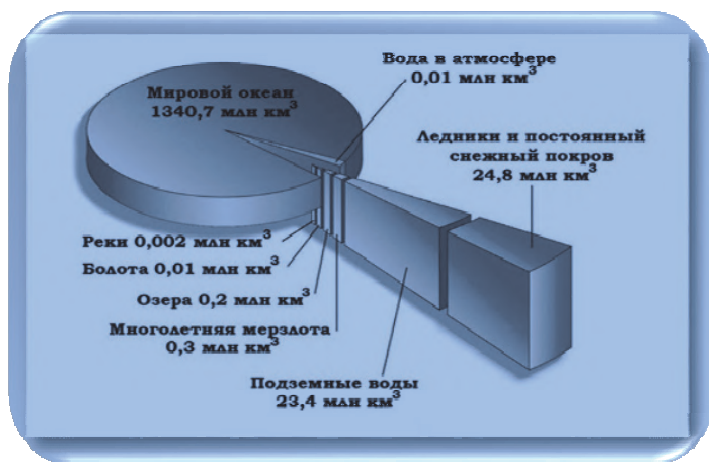 Вода в атмосфере
0,01 млн км³
Мировой океан
1340,7 млн км³
Ледники и постоянный
снежный покров
24,8 млн км³
Реки 0,002 млн км³
Болота 0,01 млн км³
Озера 0,2 млн км³
Многолетняя мерзлота
0,3 млн км³
Подземные воды
23,4 млн км³